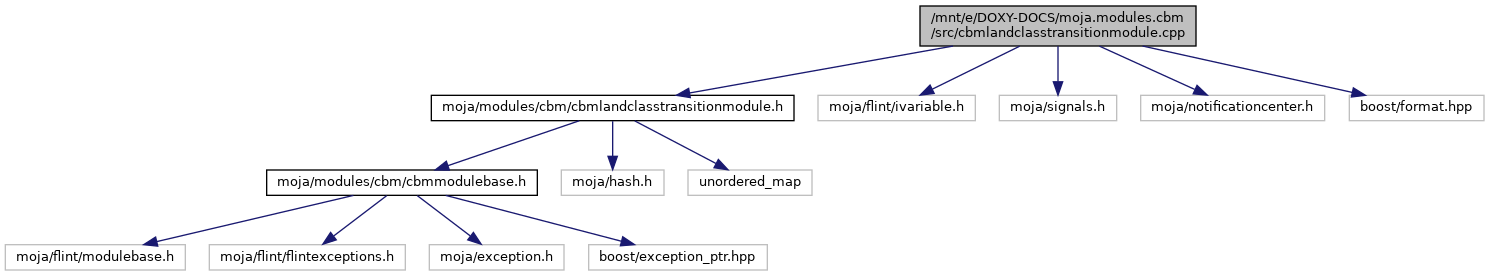 /mnt/e/DOXY-DOCS/moja.modules.cbm
/src/cbmlandclasstransitionmodule.cpp
moja/modules/cbm/cbmlandclasstransitionmodule.h
moja/flint/ivariable.h
moja/signals.h
moja/notificationcenter.h
boost/format.hpp
moja/modules/cbm/cbmmodulebase.h
moja/hash.h
unordered_map
moja/flint/modulebase.h
moja/flint/flintexceptions.h
moja/exception.h
boost/exception_ptr.hpp